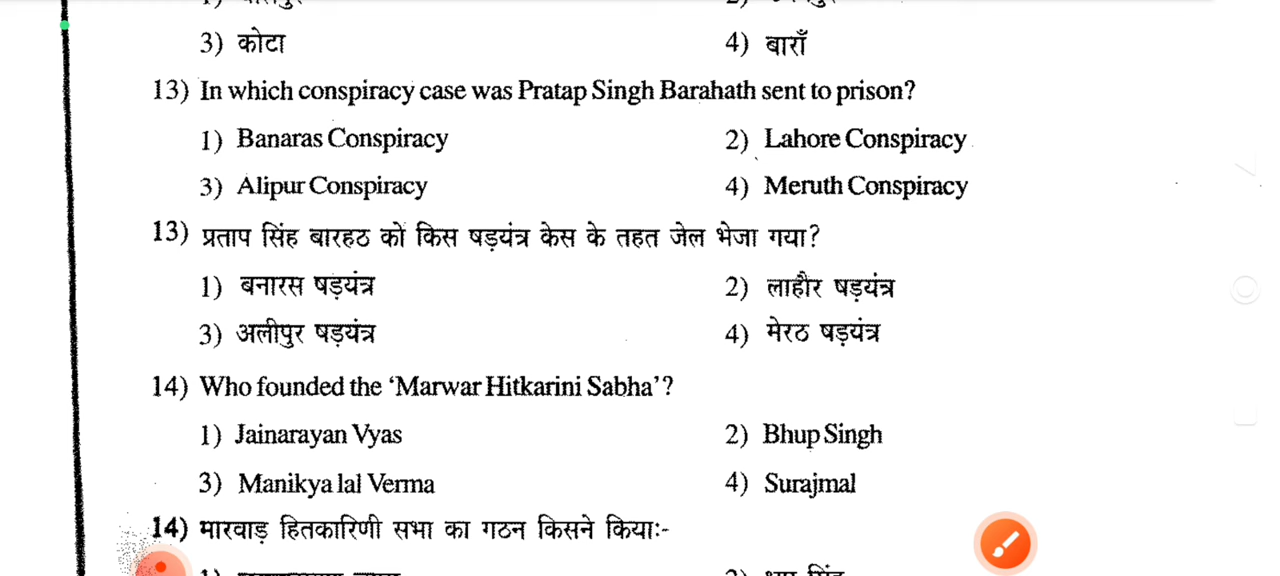 3) कोटा 4) बाराँ
13) In which conspiracy case was Pratap Singh Barahath sent to prison?
1) Banaras Conspiracy 2) Lahore Conspiracy
3) Alipur Conspiracy 4) Meruth Conspiracy
13) प्रताप सिंह बारहठ को किस षड़यंत्र केस के तहत जेल भेजा गया?
1) बनारस षड़यंत्र 2) लाहौर षड़यंत्र
3) अलीपुर षड़यंत्र 4) मेरठ षड़यंत्र
14) Who founded the ‘Marwar Hitkarini Sabha’?
1) Jainarayan Vyas 2) Bhup Singh
3) Manikya lal Verma 4) Surajmal
14) मारवाड़ हितकारिणी सभा का गठन किसने किया:-